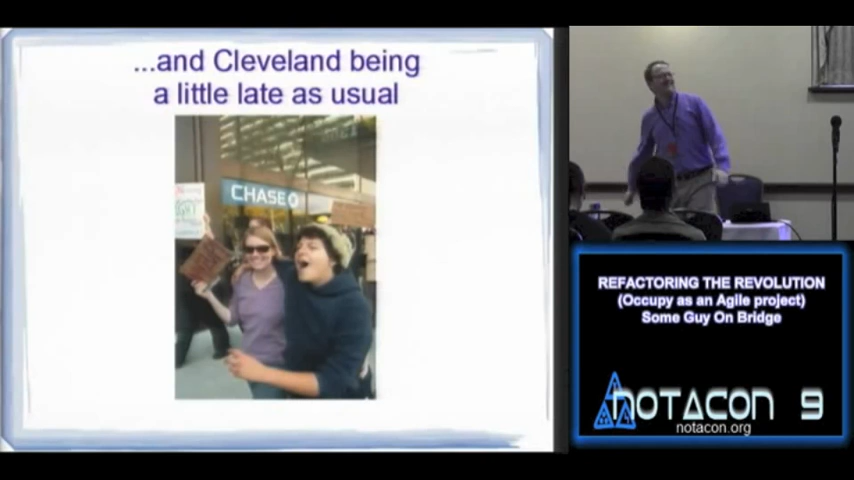 ...and Cleveland being
a little late as usual
CHASE
REFACTORING THE REVOLUTION
(Occupy as an Agile project)
Some Guy On Bridge
NOTACON 9
notacon.org